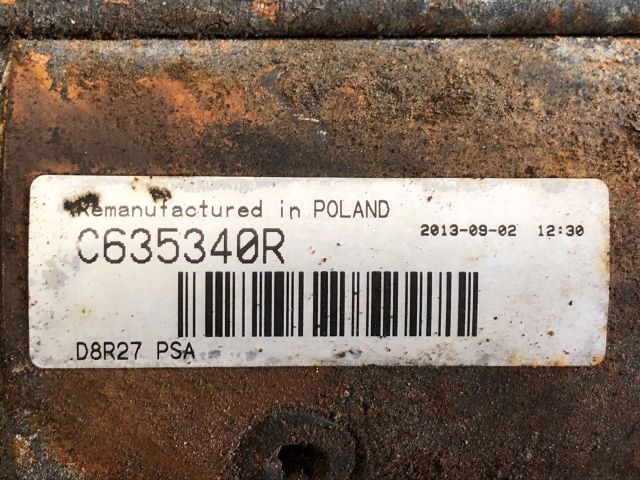 Remanufactured in POLAND
C635340R 2013-09-02 12:30
D8R27 PSA